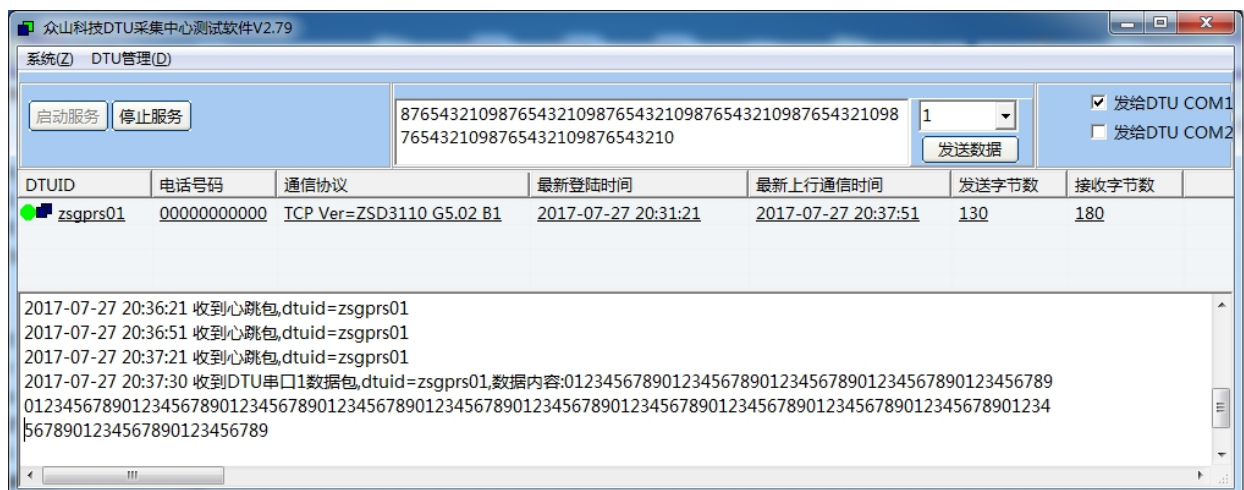 众山科技DTU采集中心测试软件V2.79
系统(Z) DTU管理(D)
启动服务 停止服务
876543210987654321098765432109876543210987654321098
7654321098765432109876543210
1
发送数据
发给DTU COM1
发给DTU COM2
DTUID 电话号码 通信协议 最新登陆时间 最新上行通信时间 发送字节数 接收字节数
zsgprs01 00000000000 TCP Ver=ZSD3110 G5.02 B1 2017-07-27 20:31:21 2017-07-27 20:37:51 130 180
2017-07-27 20:36:21 收到心跳包,dtuid=zsgprs01
2017-07-27 20:36:51 收到心跳包,dtuid=zsgprs01
2017-07-27 20:37:21 收到心跳包,dtuid=zsgprs01
2017-07-27 20:37:30 收到DTU串口1数据包,dtuid=zsgprs01,数据内容:01234567890123456789012345678901234567890123456789
012345678901234567890123456789012345678901234567890123456789012345678901234567890123456789012345678901234
5678901234567890123456789